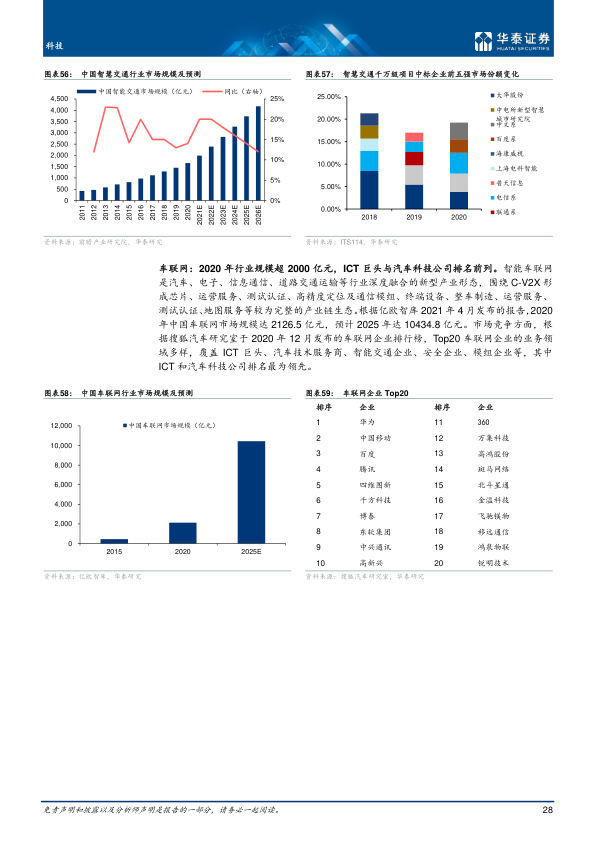 科技
华泰证券
HUATAI SECURITIES
图表56： 中国智慧交通行业市场规模及预测
中国智能交通市场规模（亿元）
同比（右轴）
4,500
4,000
3,500
3,000
2,500
2,000
1,500
1,000
500
0
25%
20%
15%
10%
5%
0%
2011
2012
2013
2014
2015
2016
2017
2018
2019
2020
2021E
2022E
2023E
2024E
2025E
2026E
资料来源：前瞻产业研究院，华泰研究
图表57： 智慧交通千万级项目中标企业前五强市场份额变化
25.00%
20.00%
15.00%
10.00%
5.00%
0.00%
2018
2019
2020
大华股份
中电所新型智慧
城市研究院
中交系
百度系
海康威视
上海电科智能
普天信息
电信系
联通系
资料来源：ITS114，华泰研究
车联网：2020 年行业规模超 2000 亿元，ICT 巨头与汽车科技公司排名前列。智能车联网
是汽车、电子、信息通信、道路交通运输等行业深度融合的新型产业形态，围绕 C-V2X 形
成芯片、运营服务、测试认证、高精度定位及通信模组、终端设备、整车制造、运营服务、
测试认证、地图服务等较为完整的产业链生态。根据亿欧智库 2021 年 4 月发布的报告，2020
年中国车联网市场规模达 2126.5 亿元，预计 2025 年达 10434.8 亿元。市场竞争方面，根
据搜狐汽车研究室于 2020 年 12 月发布的车联网企业排行榜，Top20 车联网企业的业务领
域多样，覆盖 ICT 巨头、汽车技术服务商、智能交通企业、安全企业、模组企业等，其中
ICT 和汽车科技公司排名最为领先。
图表58： 中国车联网行业市场规模及预测
中国车联网市场规模（亿元）
12,000
10,000
8,000
6,000
4,000
2,000
0
2015
2020
2025E
资料来源：亿欧智库，华泰研究
图表59： 车联网企业 Top20
排序 企业 排序 企业
1 华为 11 360
2 中国移动 12 万集科技
3 百度 13 高鸿股份
4 腾讯 14 斑马网络
5 四维图新 15 北斗星通
6 千方科技 16 金溢科技
7 博泰 17 飞驰镁物
8 东软集团 18 移远通信
9 中兴通讯 19 鸿泉物联
10 高新兴 20 锐明技术
资料来源：搜狐汽车研究室，华泰研究
免责声明和披露以及分析师声明是报告的一部分，请务必一起阅读。
28